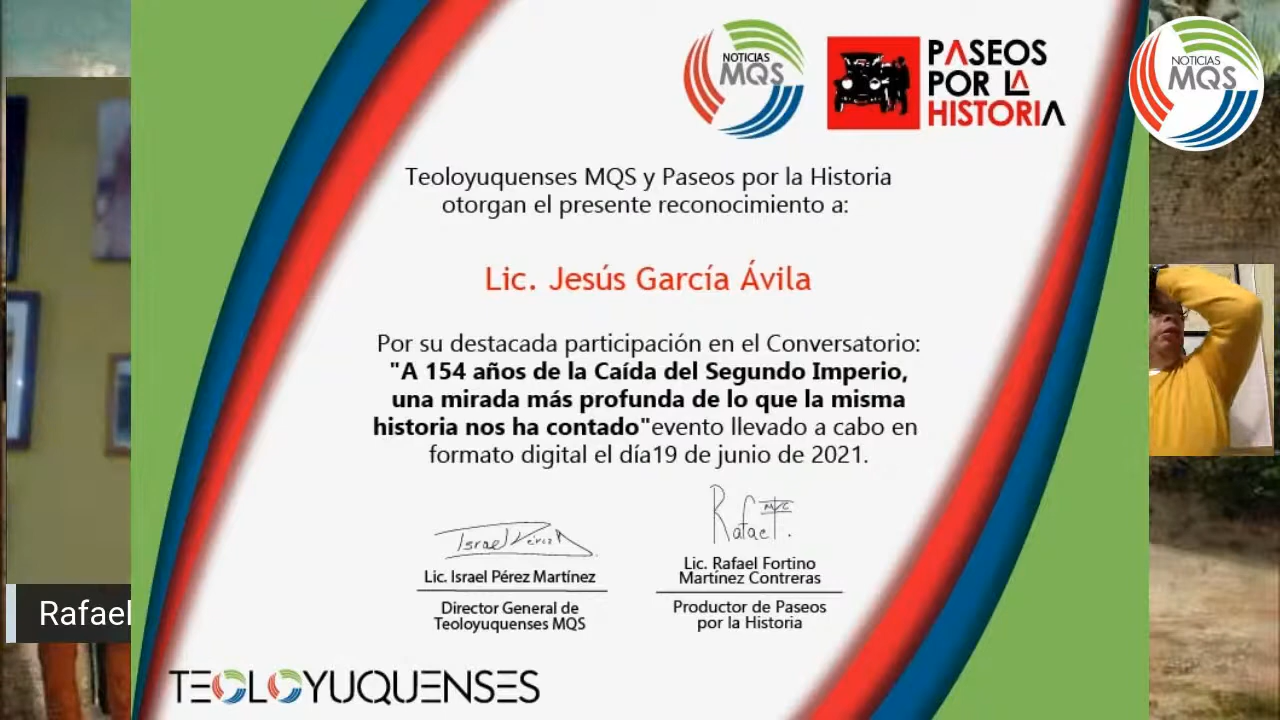 NOTICIAS
MQS
PASEOS
POR LA
HISTORIA
NOTICIAS
MQS
Teoloyuquenses MQS y Paseos por la Historia
otorgan el presente reconocimiento a:
Lic. Jesús García Ávila
Por su destacada participación en el Conversatorio:
"A 154 años de la Caída del Segundo Imperio,
una mirada más profunda de lo que la misma
historia nos ha contado"evento llevado a cabo en
formato digital el día19 de junio de 2021.
Israel Pérez M
Rafael F.
MTC
Lic. Israel Pérez Martínez
Director General de
Teoloyuquenses MQS
Lic. Rafael Fortino
Martínez Contreras
Productor de Paseos
por la Historia
Rafael
TEOLOYUQUENSES